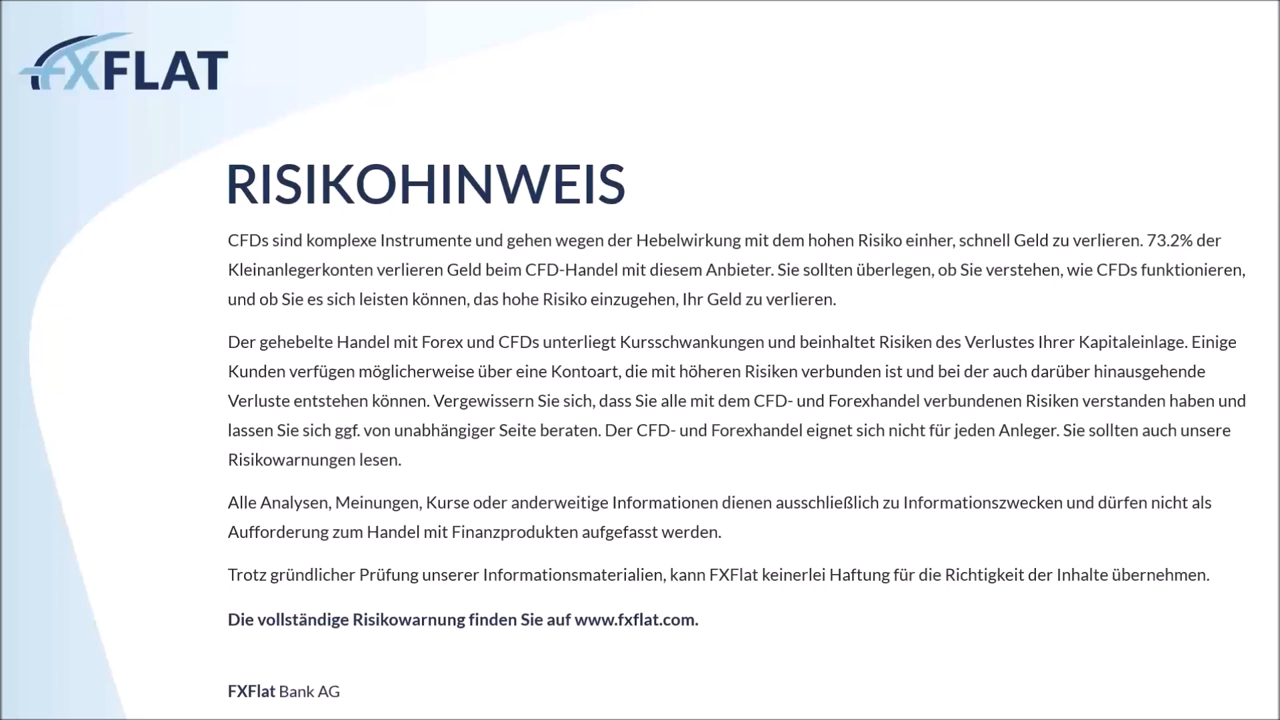 FXFLAT
RISIKOHINWEIS
CFDs sind komplexe Instrumente und gehen wegen der Hebelwirkung mit dem hohen Risiko einher, schnell Geld zu verlieren. 73.2% der
Kleinanlegerkonten verlieren Geld beim CFD-Handel mit diesem Anbieter. Sie sollten überlegen, ob Sie verstehen, wie CFDs funktionieren,
und ob Sie es sich leisten können, das hohe Risiko einzugehen, Ihr Geld zu verlieren.
Der gehebelte Handel mit Forex und CFDs unterliegt Kursschwankungen und beinhaltet Risiken des Verlustes Ihrer Kapitaleinlage. Einige
Kunden verfügen möglicherweise über eine Kontoart, die mit höheren Risiken verbunden ist und bei der auch darüber hinausgehende
Verluste entstehen können. Vergewissern Sie sich, dass Sie alle mit dem CFD- und Forexhandel verbundenen Risiken verstanden haben und
lassen Sie sich ggf. von unabhängiger Seite beraten. Der CFD- und Forexhandel eignet sich nicht für jeden Anleger. Sie sollten auch unsere
Risikowarnungen lesen.
Alle Analysen, Meinungen, Kurse oder anderweitige Informationen dienen ausschließlich zu Informationszwecken und dürfen nicht als
Aufforderung zum Handel mit Finanzprodukten aufgefasst werden.
Trotz gründlicher Prüfung unserer Informationsmaterialien, kann FXFlat keinerlei Haftung für die Richtigkeit der Inhalte übernehmen.
Die vollständige Risikowarnung finden Sie auf www.fxflat.com.
FXFlat Bank AG